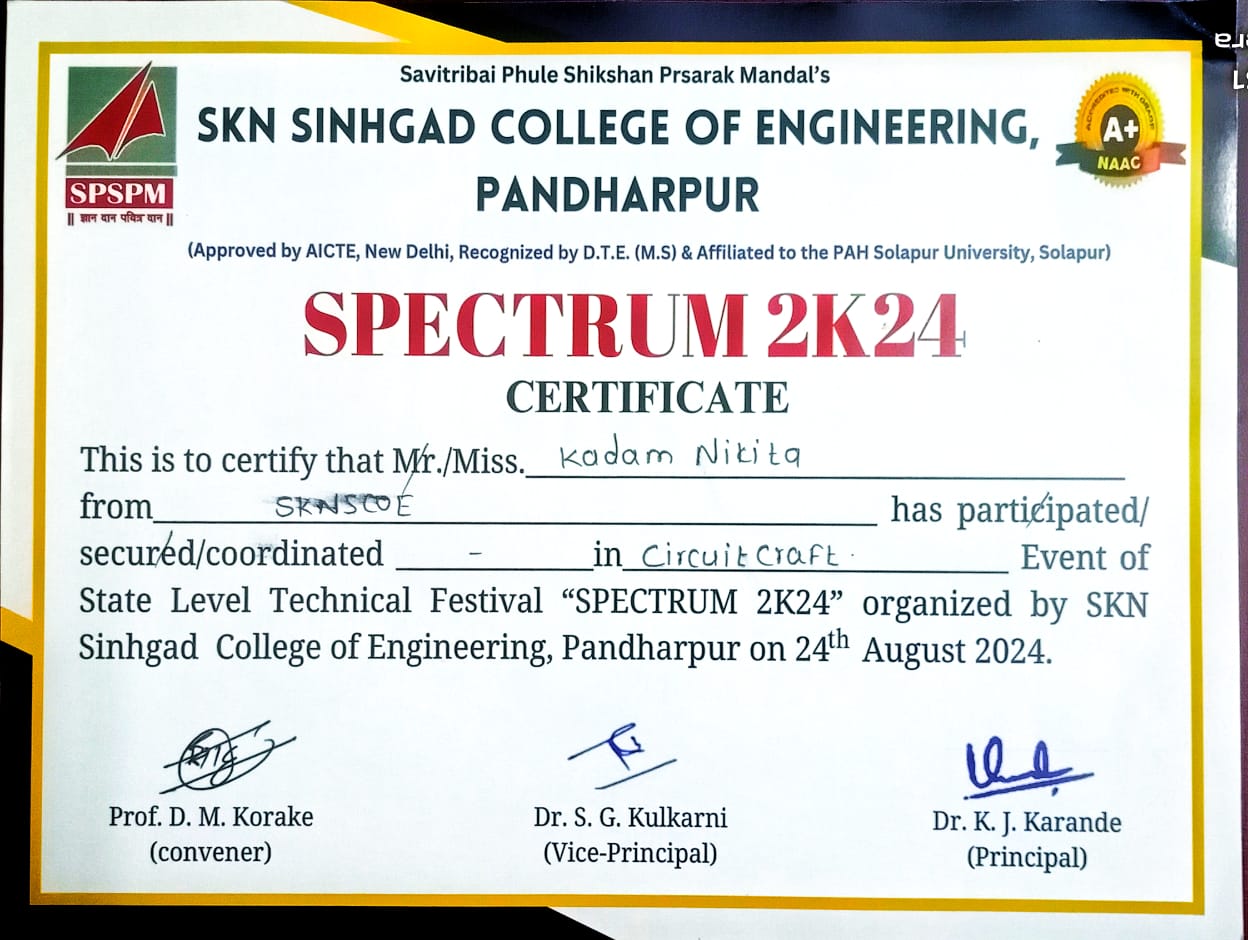 Savitribai Phule Shikshan Prsarak Mandal's
SKN SINHGAD COLLEGE OF ENGINEERING,
PANDHARPUR
SPSPM
|| ज्ञान दान पवित्र दान ||
ACCREDITED WITH GRADE
A+
NAAC
(Approved by AICTE, New Delhi, Recognized by D.T.E. (M.S) & Affiliated to the PAH Solapur University, Solapur)
SPECTRUM 2K24
CERTIFICATE
This is to certify that Mr./Miss. Kadam Nikita
from SKNSCOE has participated/
secured/coordinated - in Circuit Craft. Event of
State Level Technical Festival “SPECTRUM 2K24” organized by SKN
Sinhgad College of Engineering, Pandharpur on 24th August 2024.
Prof. D. M. Korake
(convener)
Dr. S. G. Kulkarni
(Vice-Principal)
Dr. K. J. Karande
(Principal)